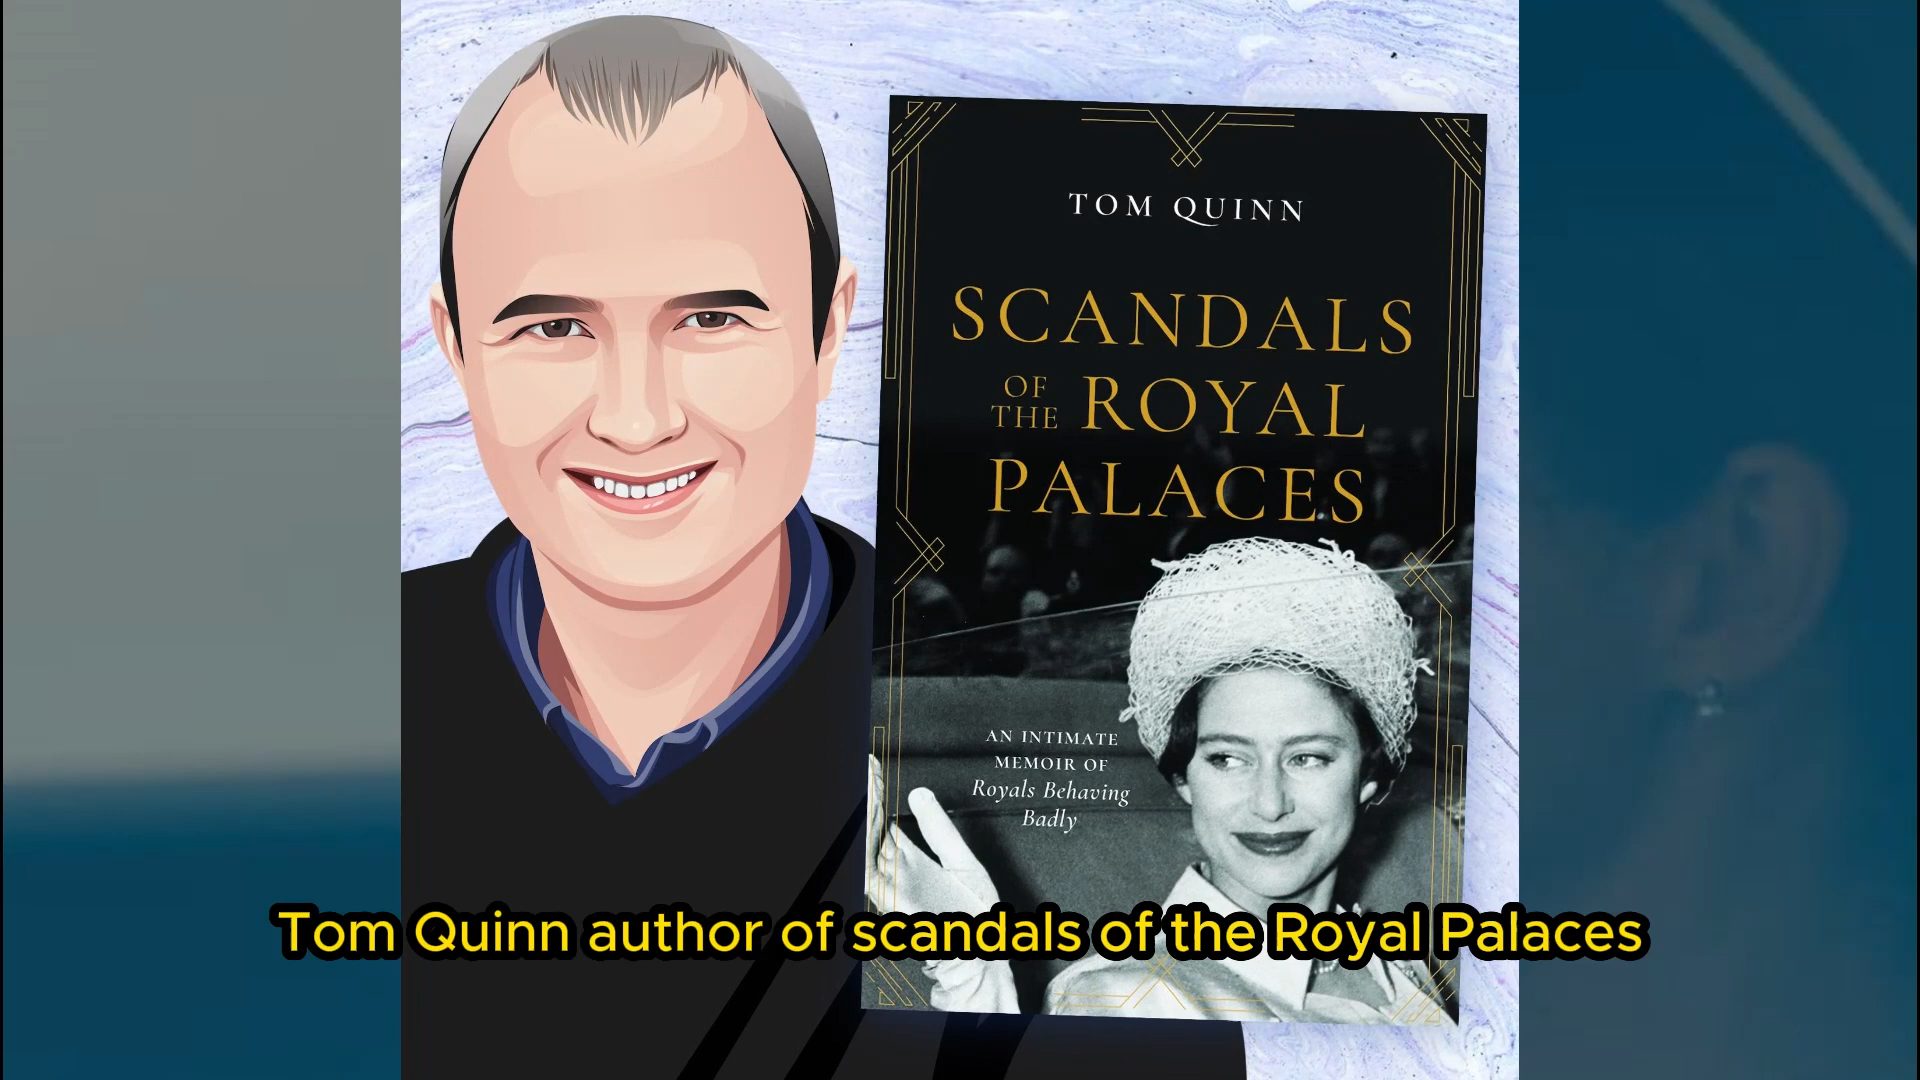 TOM QUINN
SCANDALS
OF
THE ROYAL
PALACES
AN INTIMATE
MEMOIR OF
Royals Behaving
Badly
Tom Quinn author of scandals of the Royal Palaces